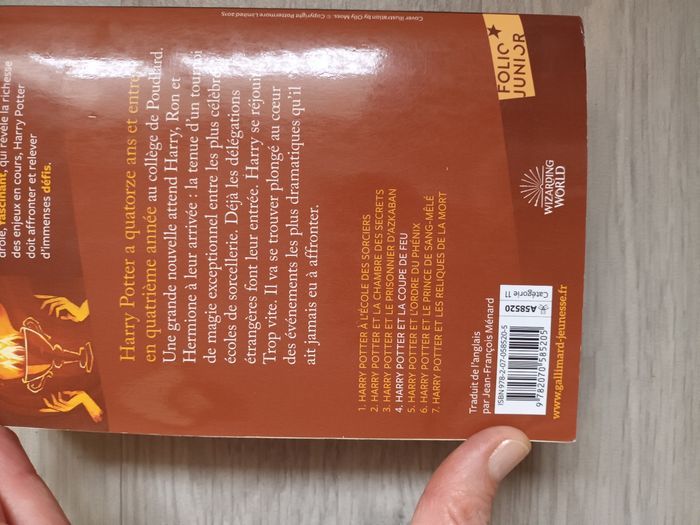 drôle, fascinant, qui révèle la richesse
des enjeux en cours, Harry Potter
doit affronter et relever
d'immenses défis.
Harry Potter a quatorze ans et entre
en quatrième année au collège de Poudlard.
Une grande nouvelle attend Harry, Ron et
Hermione à leur arrivée : la tenue d'un tournoi
de magie exceptionnel entre les plus célèbres
écoles de sorcellerie. Déjà les délégations
étrangères font leur entrée. Harry se réjouit...
Trop vite. Il va se trouver plongé au cœur
des événements les plus dramatiques qu'il
ait jamais eu à affronter.
1. HARRY POTTER À L'ÉCOLE DES SORCIERS
2. HARRY POTTER ET LA CHAMBRE DES SECRETS
3. HARRY POTTER ET LE PRISONNIER D'AZKABAN
4. HARRY POTTER ET LA COUPE DE FEU
5. HARRY POTTER ET L'ORDRE DU PHÉNIX
6. HARRY POTTER ET LE PRINCE DE SANG-MÊLÉ
7. HARRY POTTER ET LES RELIQUES DE LA MORT
Traduit de l'anglais
par Jean-François Ménard
ISBN 978-2-07-058520-5
9 782070 585205
A58520
Catégorie 11
www.gallimard-jeunesse.fr
WIZARDING
WORLD
FOLIO
JUNIOR
Cover illustration by Olly Moss. © Copyright Pottermore Limited 2015